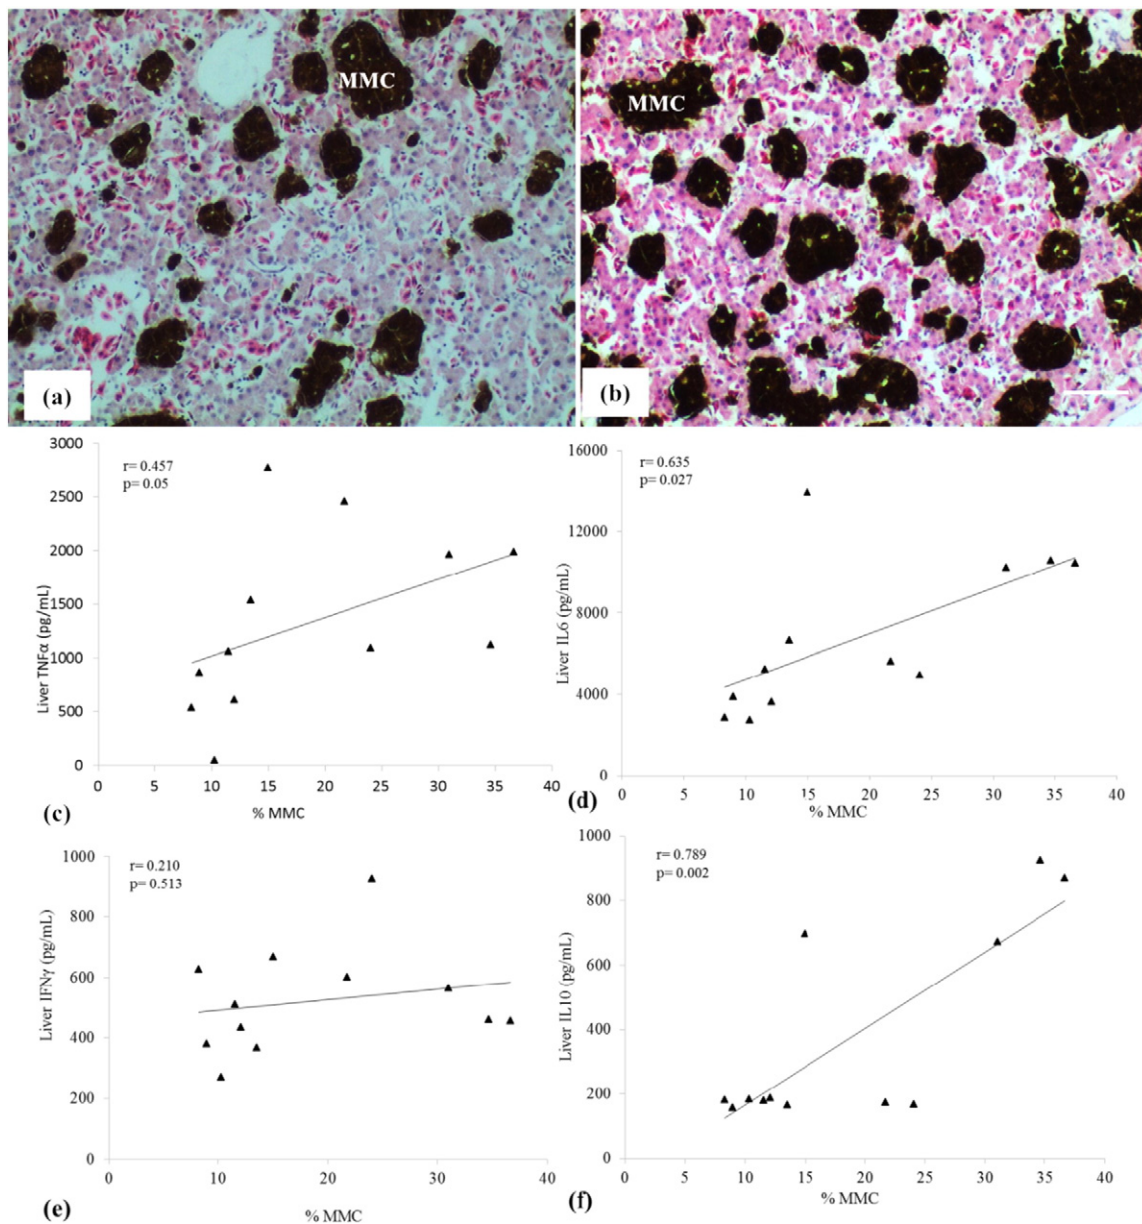 MMC
MMC
(a)
(b)
3000
2500
2000
1500
1000
500
0
Liver TNFα (pg/mL)
r= 0.457
p= 0.05
0 5 10 15 20 25 30 35 40
% MMC
(c)
16000
12000
8000
4000
0
Liver IL6 (pg/mL)
r= 0.635
p= 0.027
0 5 10 15 20 25 30 35 40
% MMC
(d)
1000
800
600
400
200
0
Liver IFNγ (pg/mL)
r= 0.210
p= 0.513
0 10 20 30 40
% MMC
(e)
1000
800
600
400
200
0
Liver IL10 (pg/mL)
r= 0.789
p= 0.002
0 5 10 15 20 25 30 35 40
% MMC
(f)